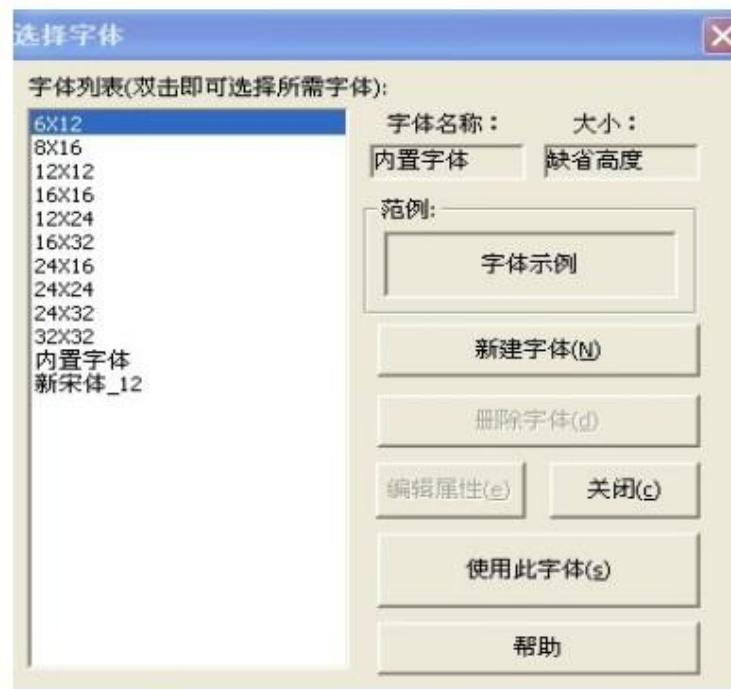 选择字体
字体列表(双击即可选择所需字体):
6X12
8X16
12X12
16X16
12X24
16X32
24X16
24X24
24X32
32X32
内置字体
新宋体_12
字体名称： 大小：
内置字体 缺省高度
范例:
字体示例
新建字体(N)
删除字体(d)
编辑属性(e) 关闭(c)
使用此字体(s)
帮助